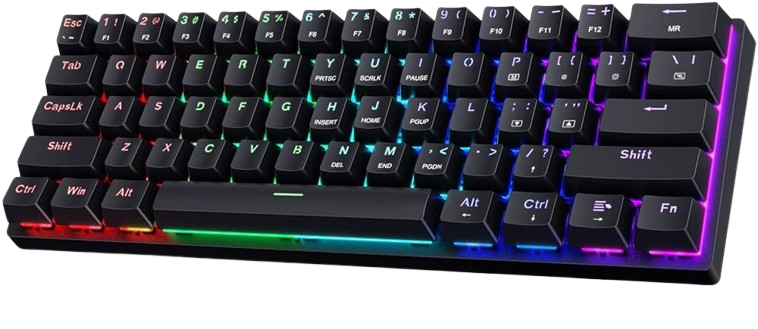 Esc 1 ! 2 @ 3 # 4 $ 5 % 6 ^ 7 & 8 * 9 ( 0 ) - = + ←
` ~ F1 F2 F3 F4 F5 F6 F7 F8 F9 F10 F11 F12 MR
Tab Q W E R T Y U I O P [ { ] } \ |
PRTSC SCRLK PAUSE
CapsLk A S D F G H J K L ; : ' "
INSERT HOME PGUP
Shift Z X C V B N M , < . > / ? Shift
DEL END PGDN ↑
Ctrl Win Alt Alt Ctrl Fn
← ↓ →